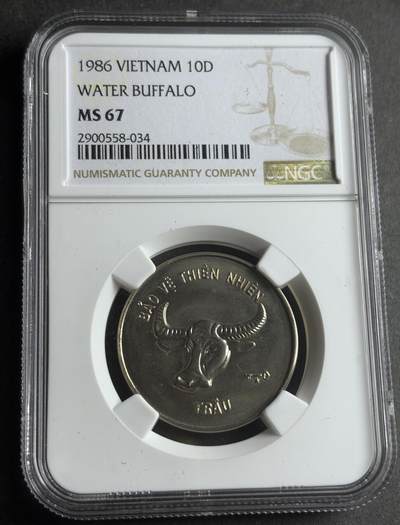 1986 VIETNAM 10D
WATER BUFFALO
MS 67
2900558-034
NUMISMATIC GUARANTY COMPANY
NGC
BẢO VỆ THIÊN NHIÊN
TRÂU